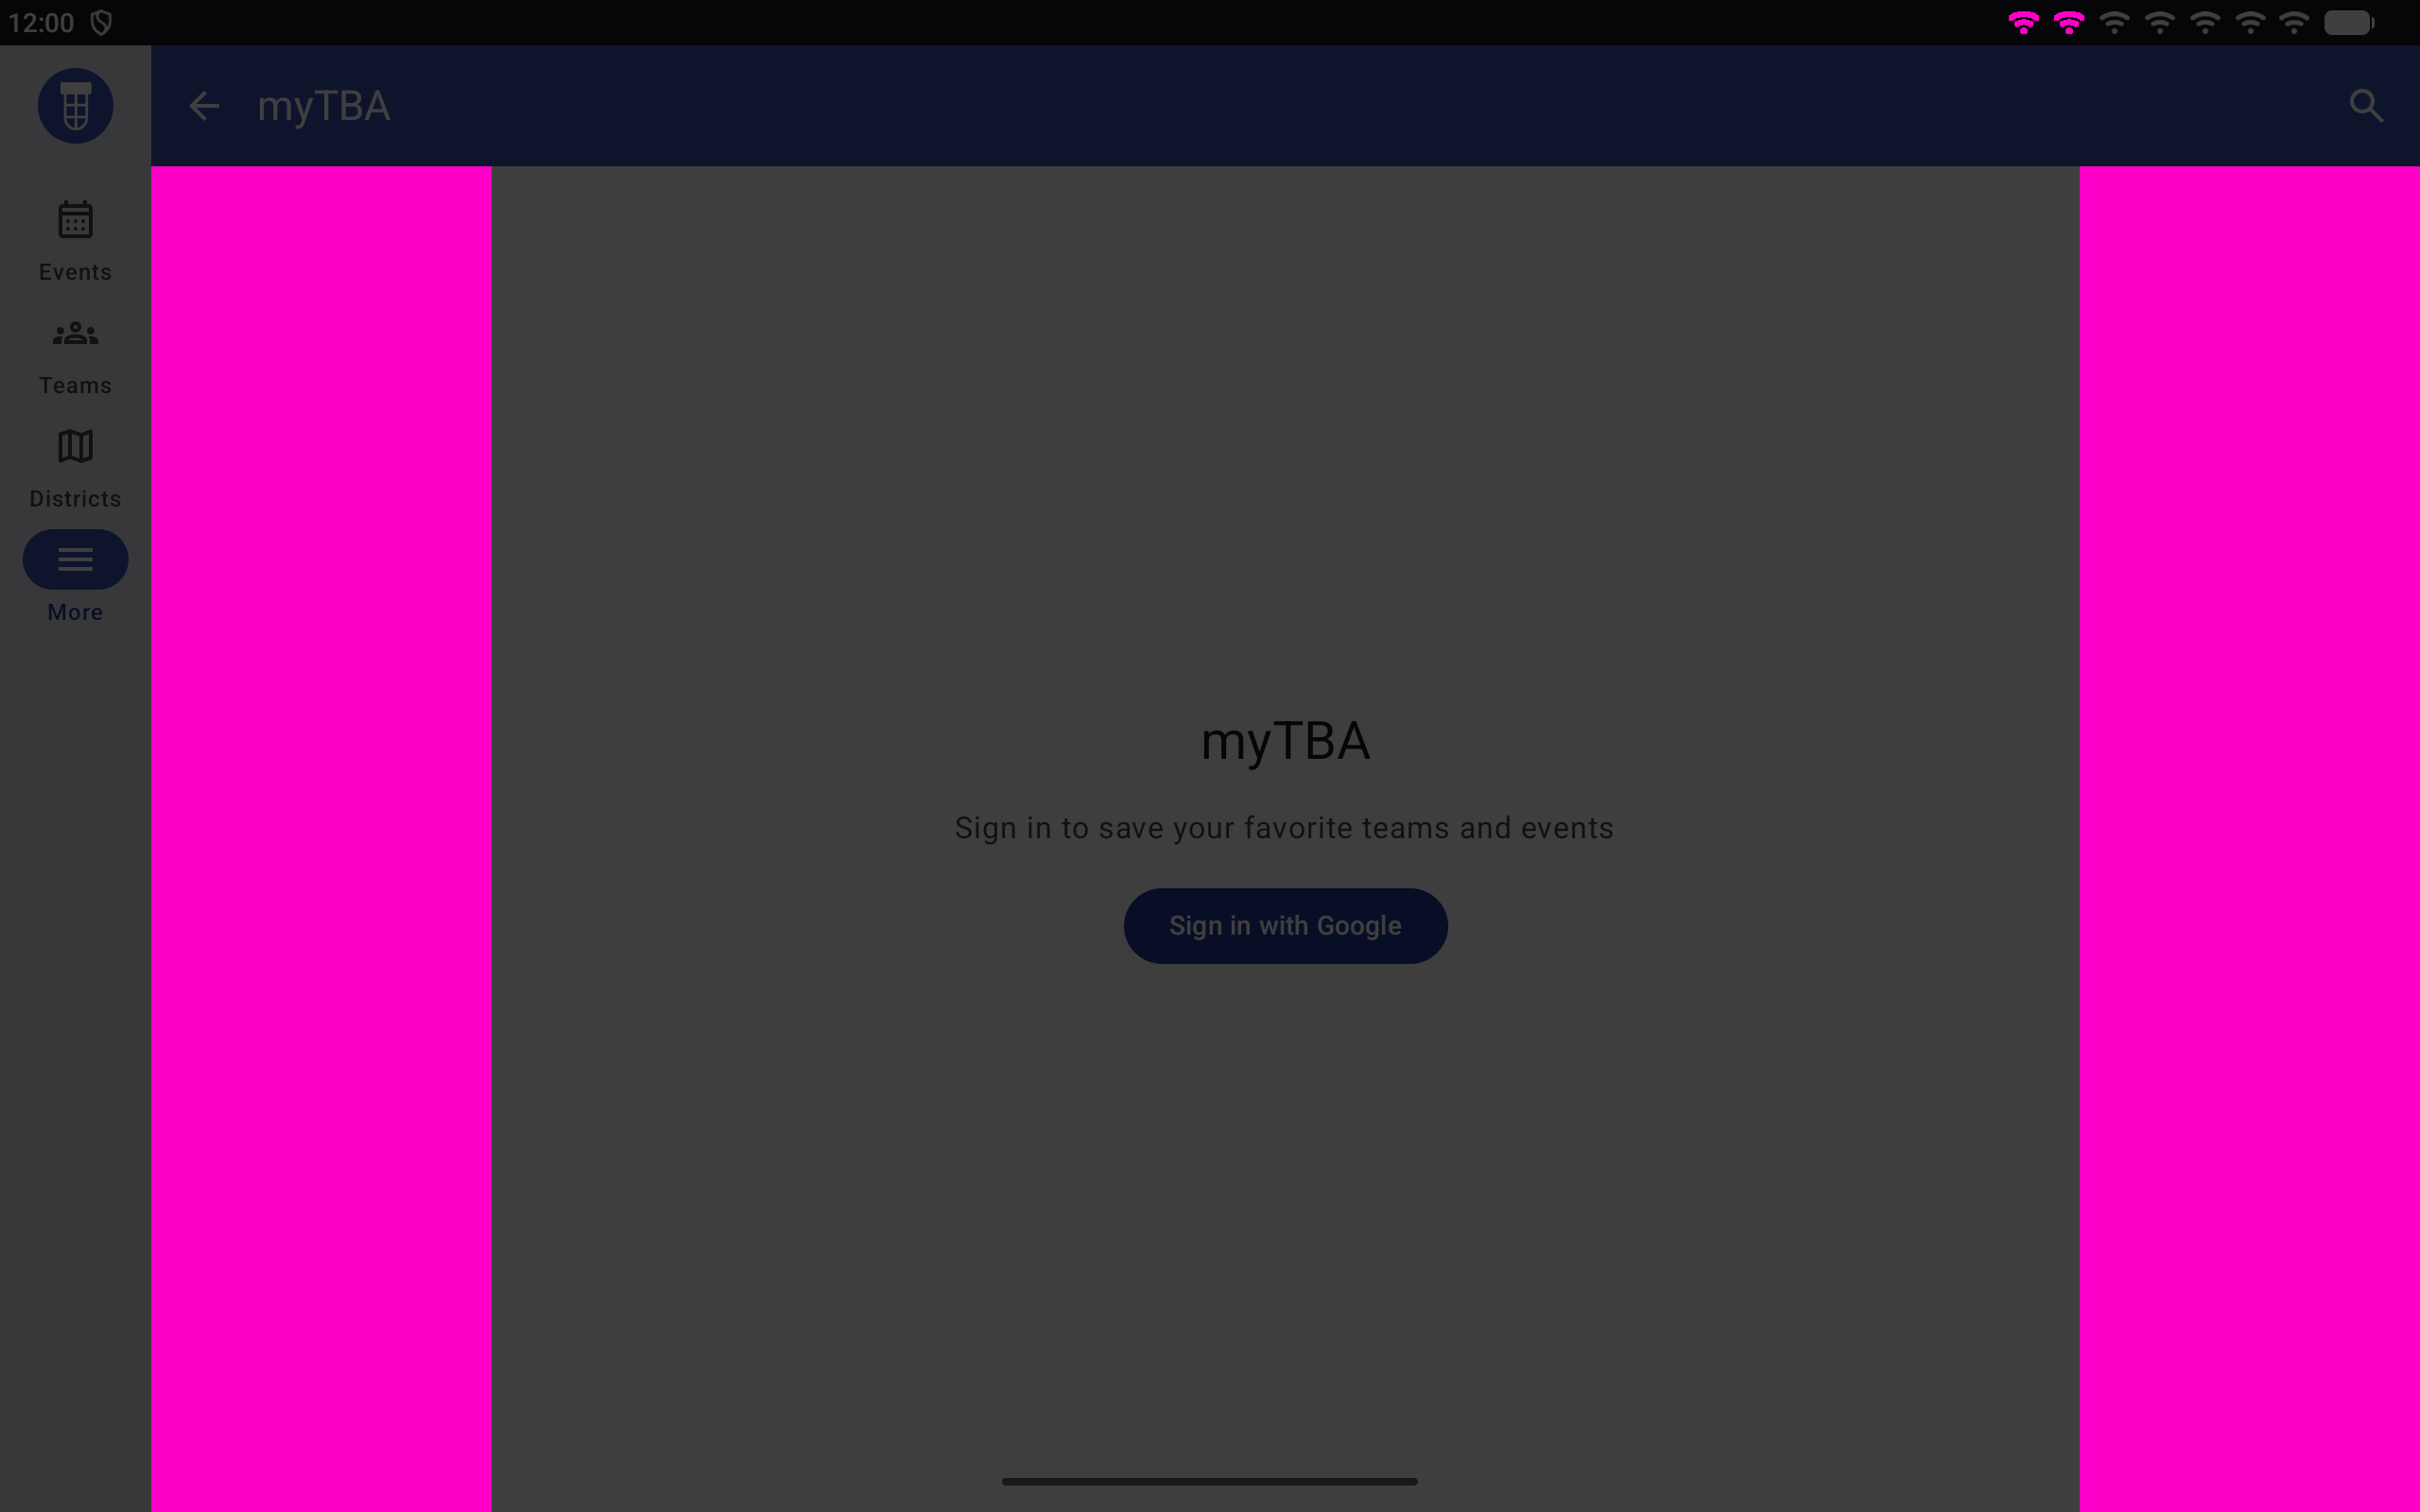 12:00
myTBA
Events
Teams
Districts
More
myTBA
Sign in to save your favorite teams and events
Sign in with Google